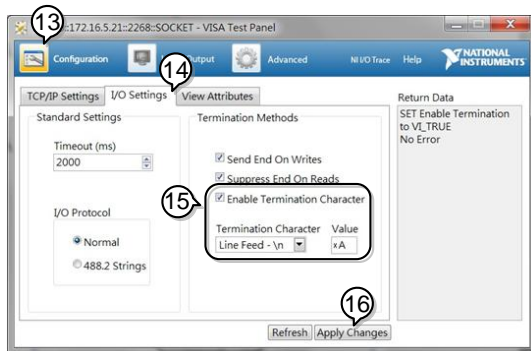 13
::172.16.5.21::2268::SOCKET - VISA Test Panel
Configuration
Output
Advanced
NI I/O Trace
Help
NATIONAL
INSTRUMENTS
14
TCP/IP Settings
I/O Settings
View Attributes
Return Data
Standard Settings
Termination Methods
SET Enable Termination
to VI_TRUE
No Error
Timeout (ms)
2000
Send End On Writes
Suppress End On Reads
15
Enable Termination Character
I/O Protocol
Termination Character
Value
Normal
Line Feed - \n
xA
488.2 Strings
16
Refresh
Apply Changes